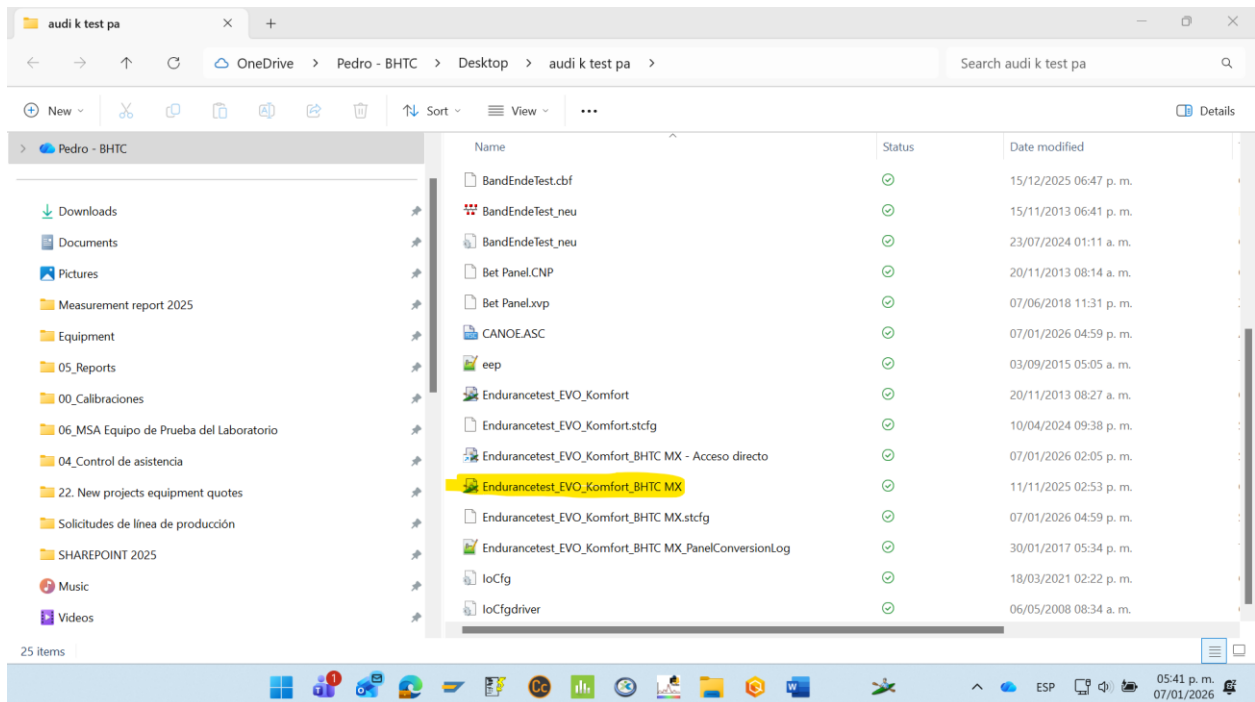 audi k test pa
OneDrive > Pedro - BHTC > Desktop > audi k test pa >
Search audi k test pa
New
Sort
View
Details
Pedro - BHTC
Downloads
Documents
Pictures
Measurement report 2025
Equipment
05_Reports
00_Calibraciones
06_MSA Equipo de Prueba del Laboratorio
04_Control de asistencia
22. New projects equipment quotes
Solicitudes de línea de producción
SHAREPOINT 2025
Music
Videos
Name Status Date modified
BandEndeTest.cbf 15/12/2025 06:47 p. m.
BandEndeTest_neu 15/11/2013 06:41 p. m.
BandEndeTest_neu 23/07/2024 01:11 a. m.
Bet Panel.CNP 20/11/2013 08:14 a. m.
Bet Panel.xvp 07/06/2018 11:31 p. m.
CANOE.ASC 07/01/2026 04:59 p. m.
eep 03/09/2015 05:05 a. m.
Endurancetest_EVO_Komfort 20/11/2013 08:27 a. m.
Endurancetest_EVO_Komfort.stcfg 10/04/2024 09:38 p. m.
Endurancetest_EVO_Komfort_BHTC MX - Acceso directo 07/01/2026 02:05 p. m.
Endurancetest_EVO_Komfort_BHTC MX 11/11/2025 02:53 p. m.
Endurancetest_EVO_Komfort_BHTC MX.stcfg 07/01/2026 04:59 p. m.
Endurancetest_EVO_Komfort_BHTC MX_PanelConversionLog 30/01/2017 05:34 p. m.
IoCfg 18/03/2021 02:22 p. m.
IoCfgdriver 06/05/2008 08:34 a. m.
25 items
1
Cc
ESP
05:41 p. m.
07/01/2026